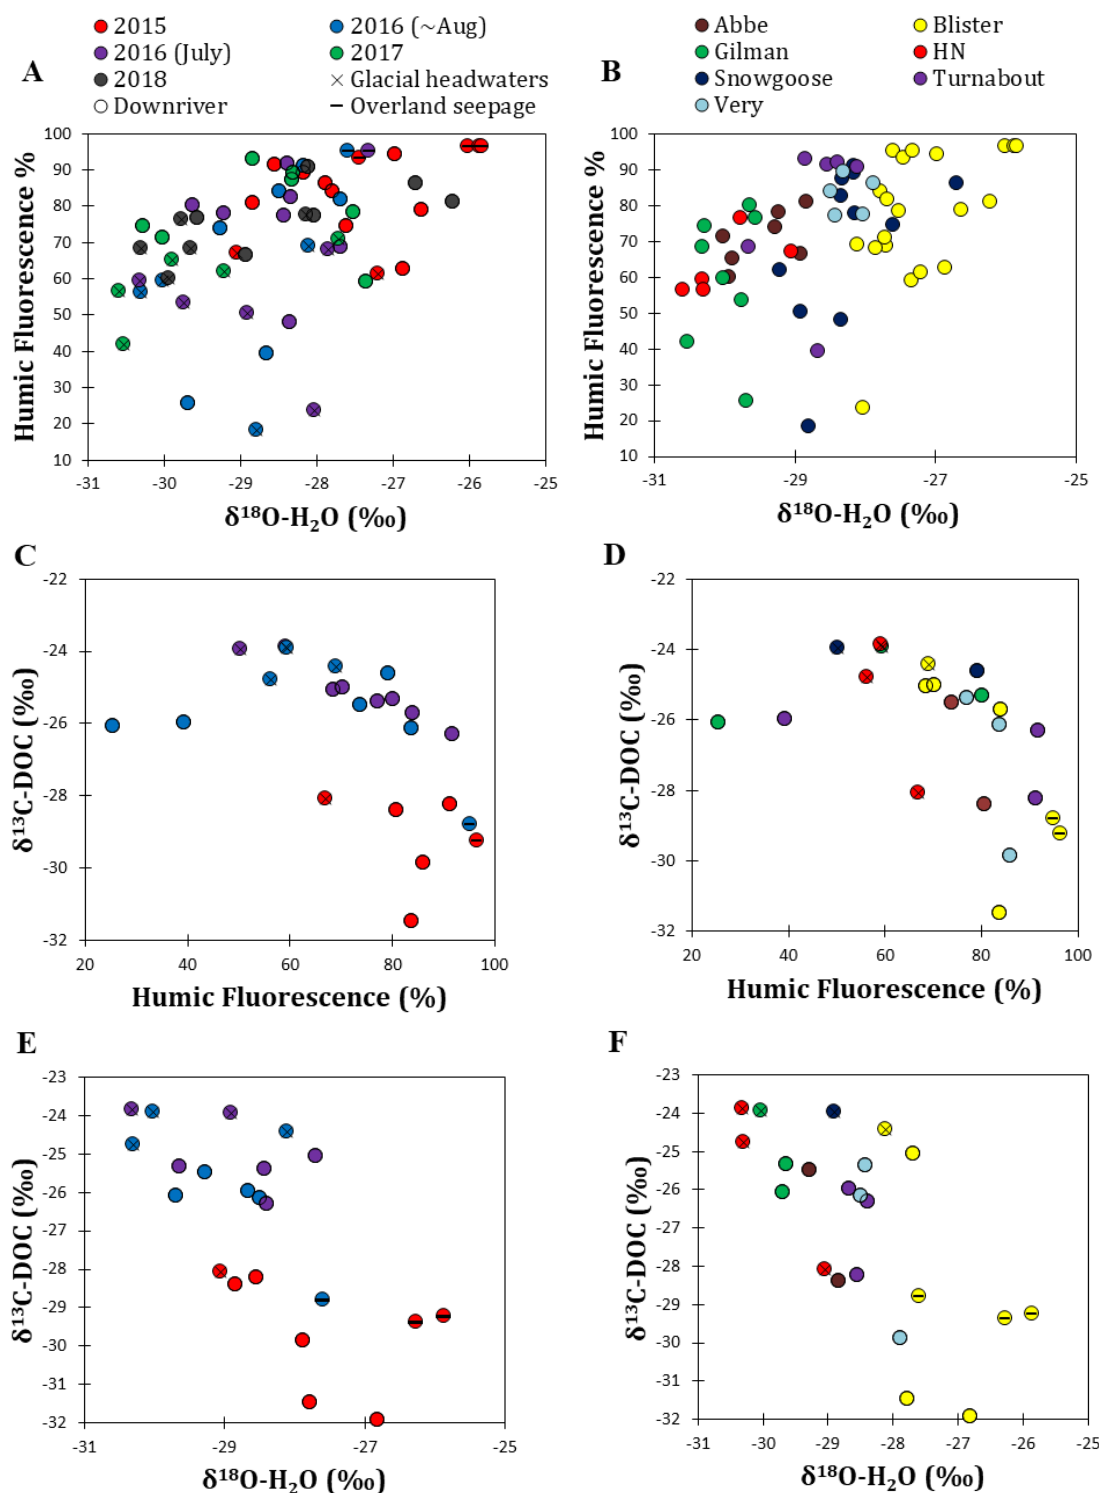 A
2015
2016 (~Aug)
2016 (July)
2017
2018
Glacial headwaters
Downriver
Overland seepage
Humic Fluorescence %
100
90
80
70
60
50
40
30
20
10
-31
-30
-29
-28
-27
-26
-25
δ¹⁸O-H₂O (‰)
B
Abbe
Blister
Gilman
HN
Snowgoose
Turnabout
Very
Humic Fluorescence %
100
90
80
70
60
50
40
30
20
10
-31
-29
-27
-25
δ¹⁸O-H₂O (‰)
C
δ¹³C-DOC (‰)
-22
-24
-26
-28
-30
-32
20
40
60
80
100
Humic Fluorescence (%)
D
δ¹³C-DOC (‰)
-22
-24
-26
-28
-30
-32
20
40
60
80
100
Humic Fluorescence (%)
E
δ¹³C-DOC (‰)
-23
-24
-25
-26
-27
-28
-29
-30
-31
-32
-31
-29
-27
-25
δ¹⁸O-H₂O (‰)
F
δ¹³C-DOC (‰)
-23
-24
-25
-26
-27
-28
-29
-30
-31
-32
-31
-30
-29
-28
-27
-26
-25
δ¹⁸O-H₂O (‰)